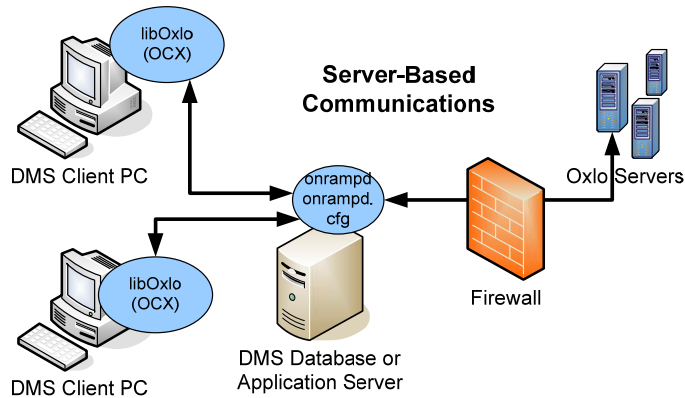 libOxlo
(OCX)
DMS Client PC
Server-Based
Communications
Oxlo Servers
onrampd
onrampd.
cfg
Firewall
libOxlo
(OCX)
DMS Client PC
DMS Database or
Application Server